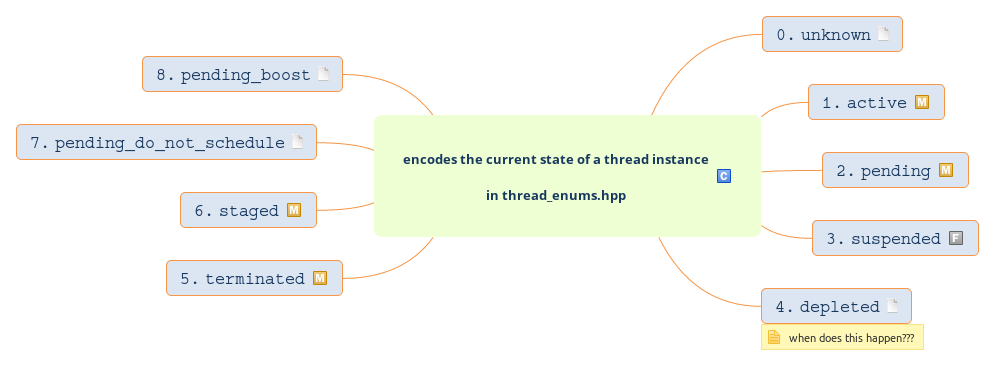 encodes the current state of a thread instance
in thread_enums.hpp
C
0. unknown
1. active M
2. pending M
3. suspended F
4. depleted
when does this happen???
5. terminated M
6. staged M
7. pending_do_not_schedule
8. pending_boost